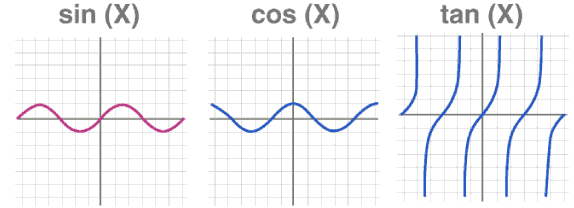 sin (X)
cos (X)
tan (X)